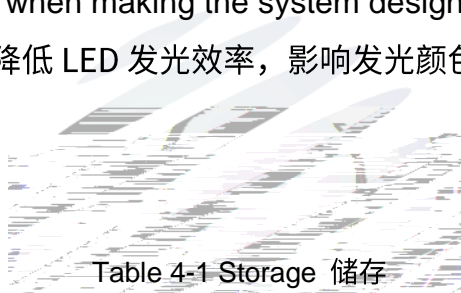 when making the system design
降低 LED 发光效率，影响发光颜色
Table 4-1 Storage 储存